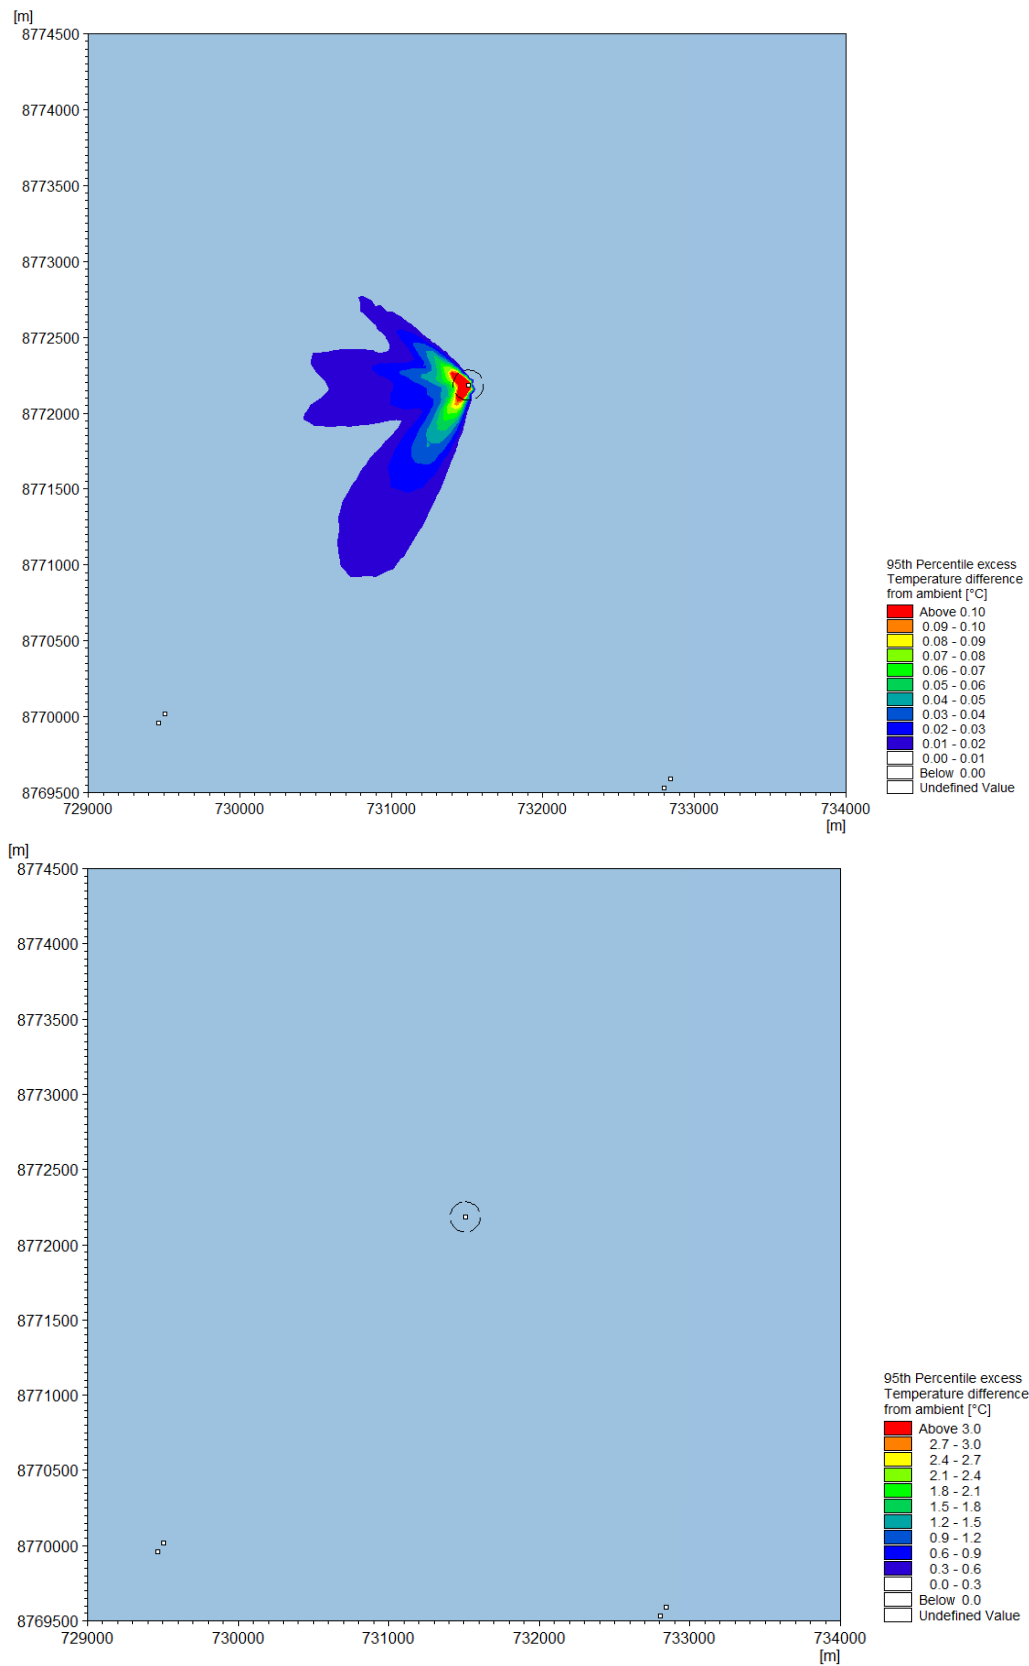 [m]
8774500
8774000
8773500
8773000
8772500
8772000
8771500
8771000
8770500
8770000
8769500
729000 730000 731000 732000 733000 734000
[m]
95th Percentile excess
Temperature difference
from ambient [°C]
Above 0.10
0.09 - 0.10
0.08 - 0.09
0.07 - 0.08
0.06 - 0.07
0.05 - 0.06
0.04 - 0.05
0.03 - 0.04
0.02 - 0.03
0.01 - 0.02
0.00 - 0.01
Below 0.00
Undefined Value
[m]
8774500
8774000
8773500
8773000
8772500
8772000
8771500
8771000
8770500
8770000
8769500
729000 730000 731000 732000 733000 734000
[m]
95th Percentile excess
Temperature difference
from ambient [°C]
Above 3.0
2.7 - 3.0
2.4 - 2.7
2.1 - 2.4
1.8 - 2.1
1.5 - 1.8
1.2 - 1.5
0.9 - 1.2
0.6 - 0.9
0.3 - 0.6
0.0 - 0.3
Below 0.0
Undefined Value